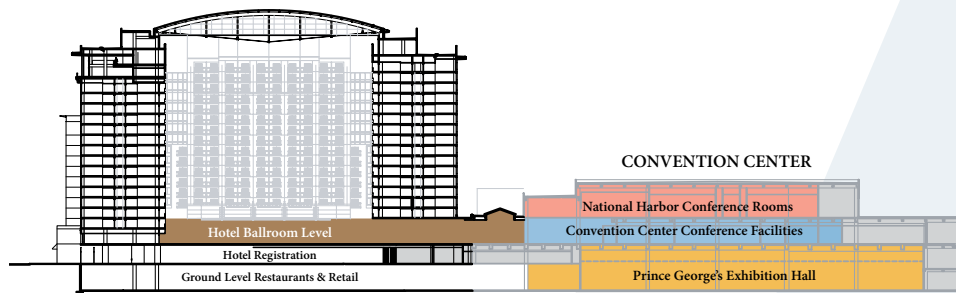 CONVENTION CENTER
National Harbor Conference Rooms
Hotel Ballroom Level
Convention Center Conference Facilities
Hotel Registration
Ground Level Restaurants & Retail
Prince George's Exhibition Hall